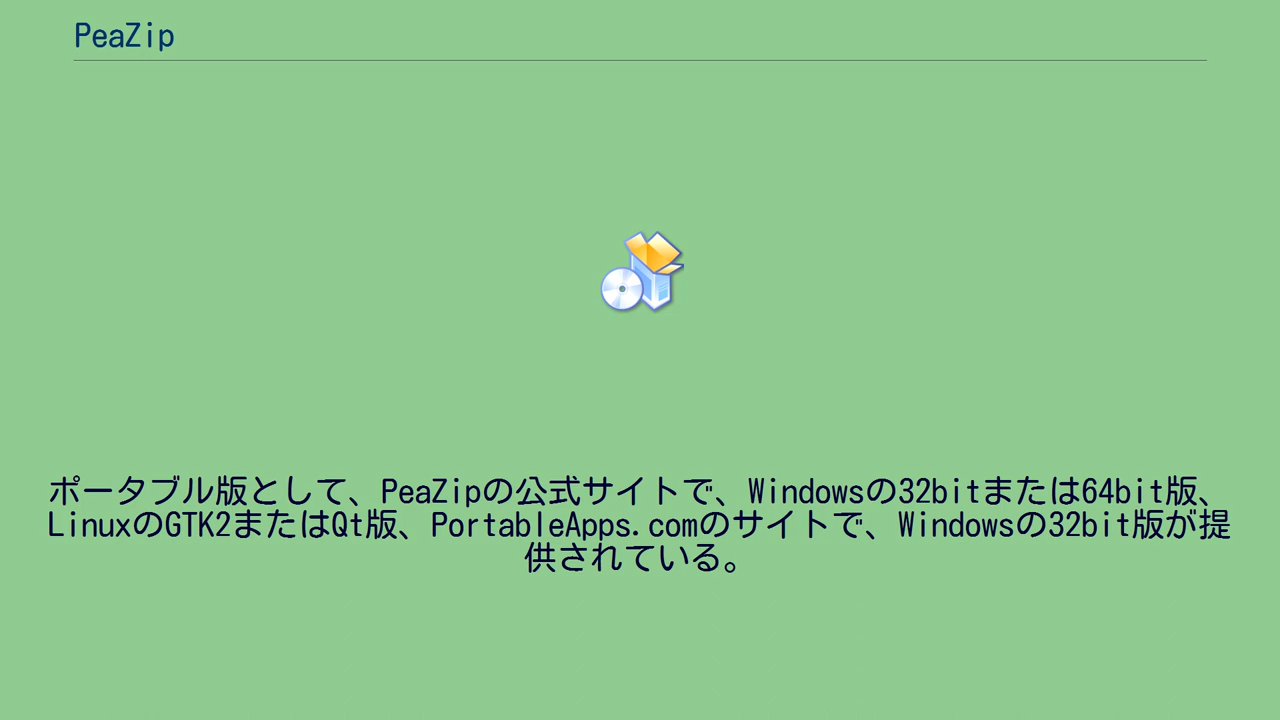 PeaZip
ポータブル版として、PeaZipの公式サイトで、Windowsの32bitまたは64bit版、
LinuxのGTK2またはQt版、PortableApps.comのサイトで、Windowsの32bit版が提
供されている。